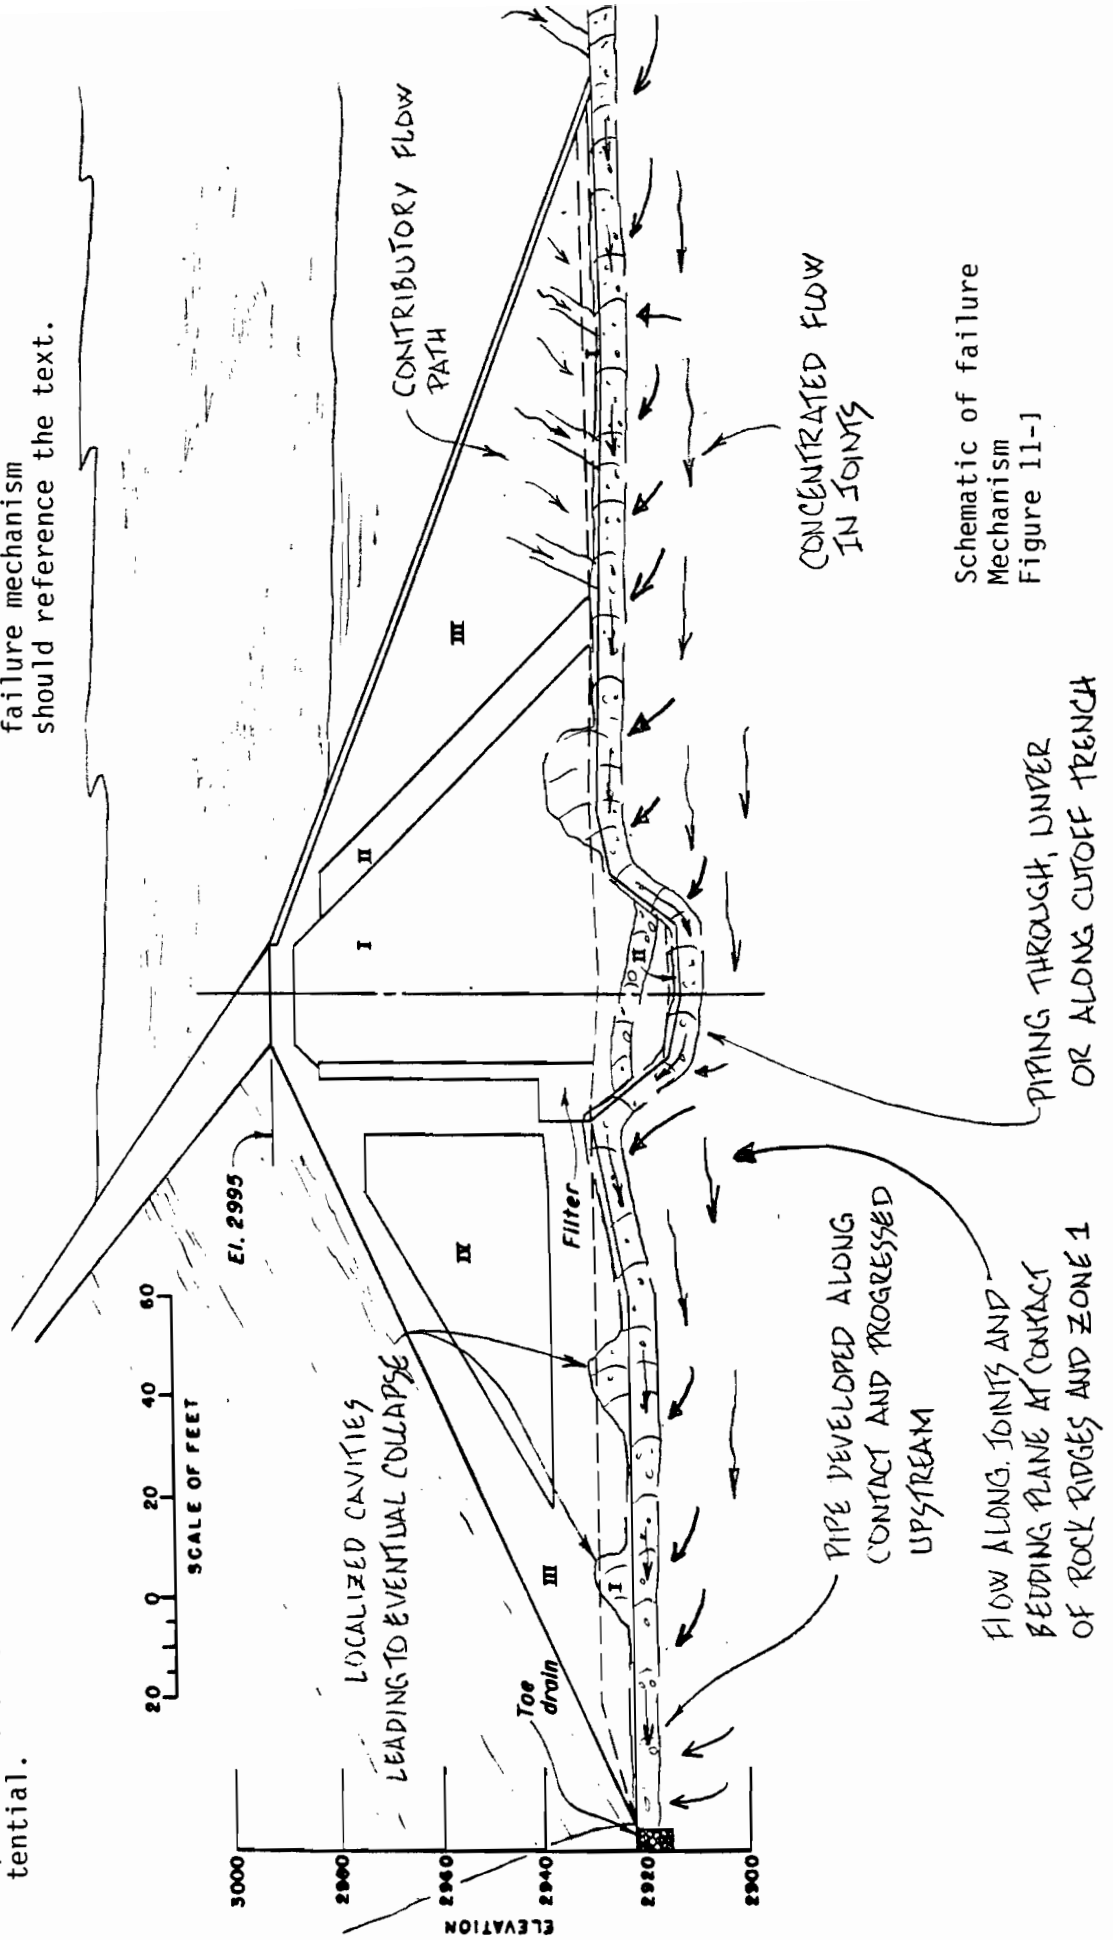 tential.
failure mechanism
should reference the text.
3000
2980
2960
2940
2920
2900
ELEVATION
20
0
20
40
60
SCALE OF FEET
El. 2995
LOCALIZED CAVITIES
LEADING TO EVENTUAL COLLAPSE
CONTRIBUTORY FLOW
PATH
Toe
drain
III
IV
Filter
I
II
III
I
II
I
CONCENTRATED FLOW
IN JOINTS
PIPE DEVELOPED ALONG
CONTACT AND PROGRESSED
UPSTREAM
FLOW ALONG JOINTS AND
BEDDING PLANE AT CONTACT
OF ROCK RIDGES AND ZONE 1
PIPING THROUGH, UNDER
OR ALONG CUTOFF TRENCH
Schematic of failure
Mechanism
Figure 11-1